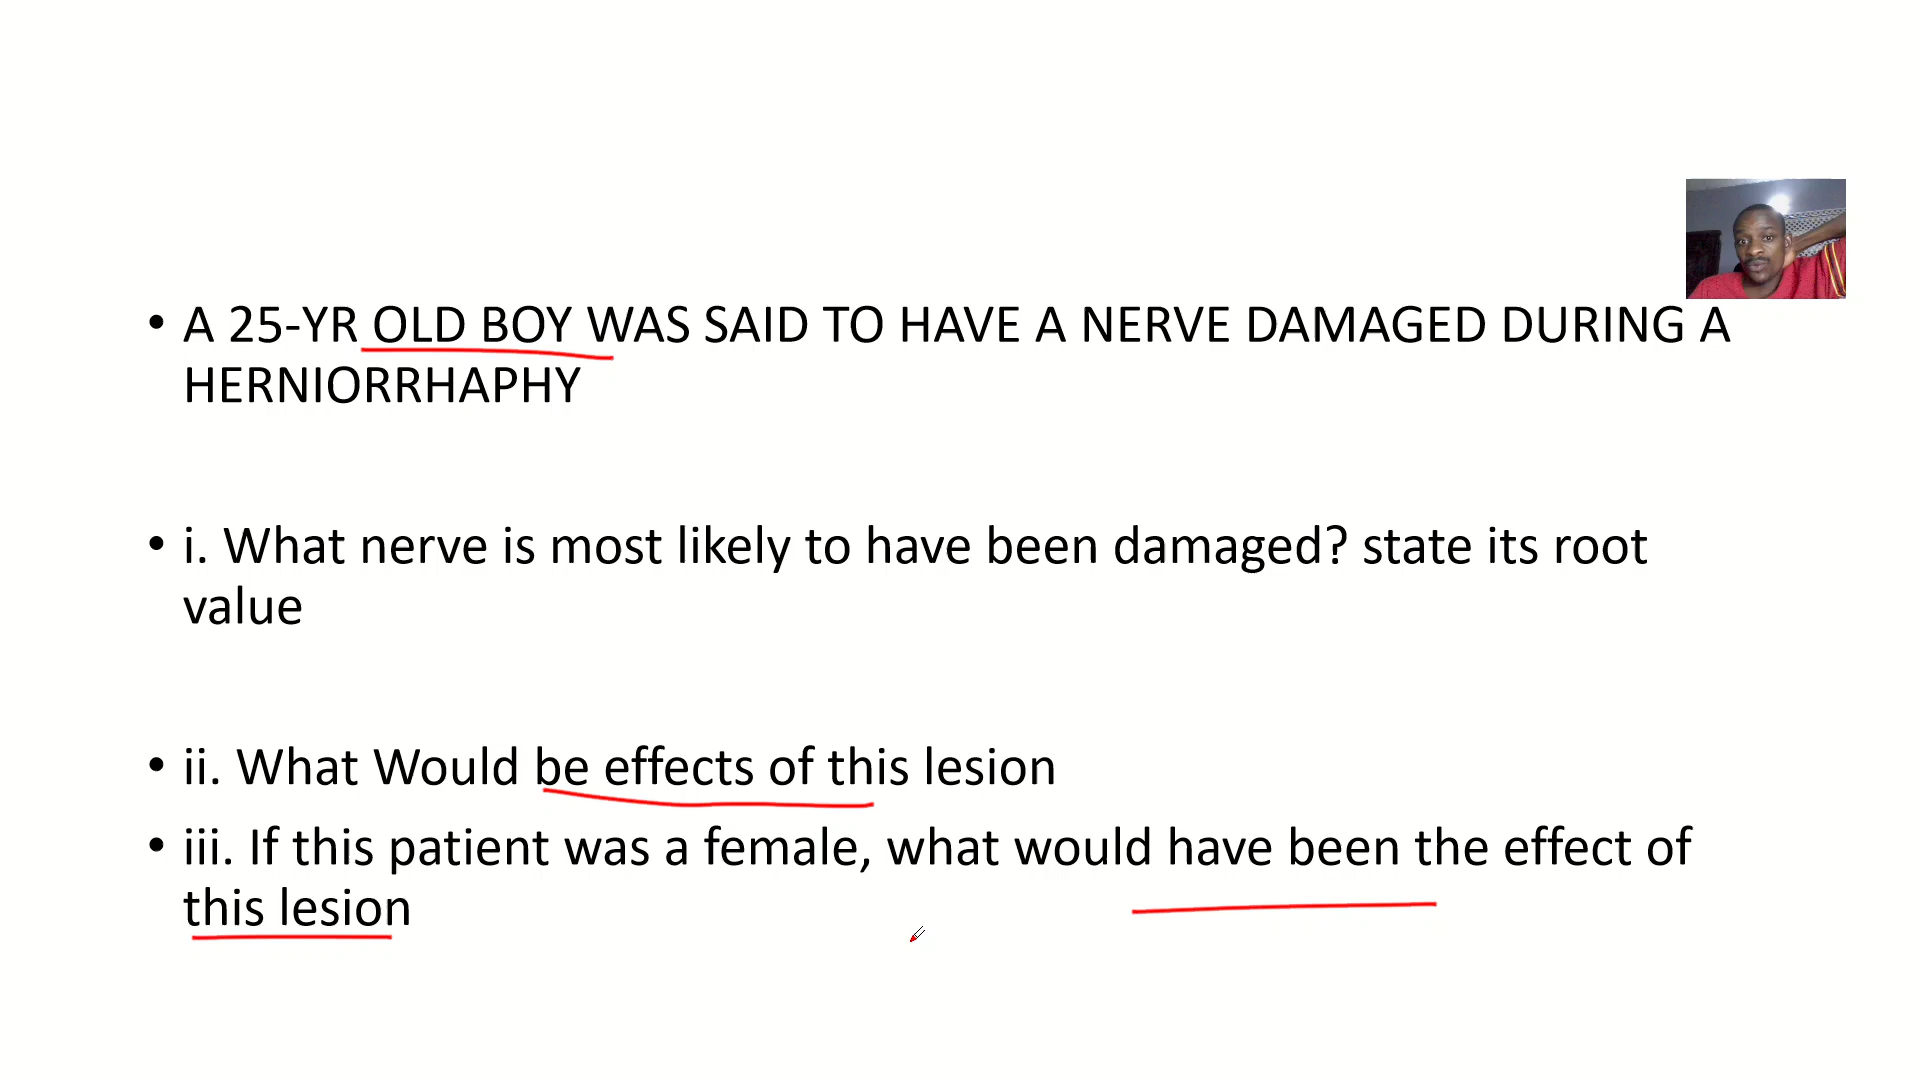 • A 25-YR OLD BOY WAS SAID TO HAVE A NERVE DAMAGED DURING A
HERNIORRHAPHY
• i. What nerve is most likely to have been damaged? state its root
value
• ii. What Would be effects of this lesion
• iii. If this patient was a female, what would have been the effect of
this lesion